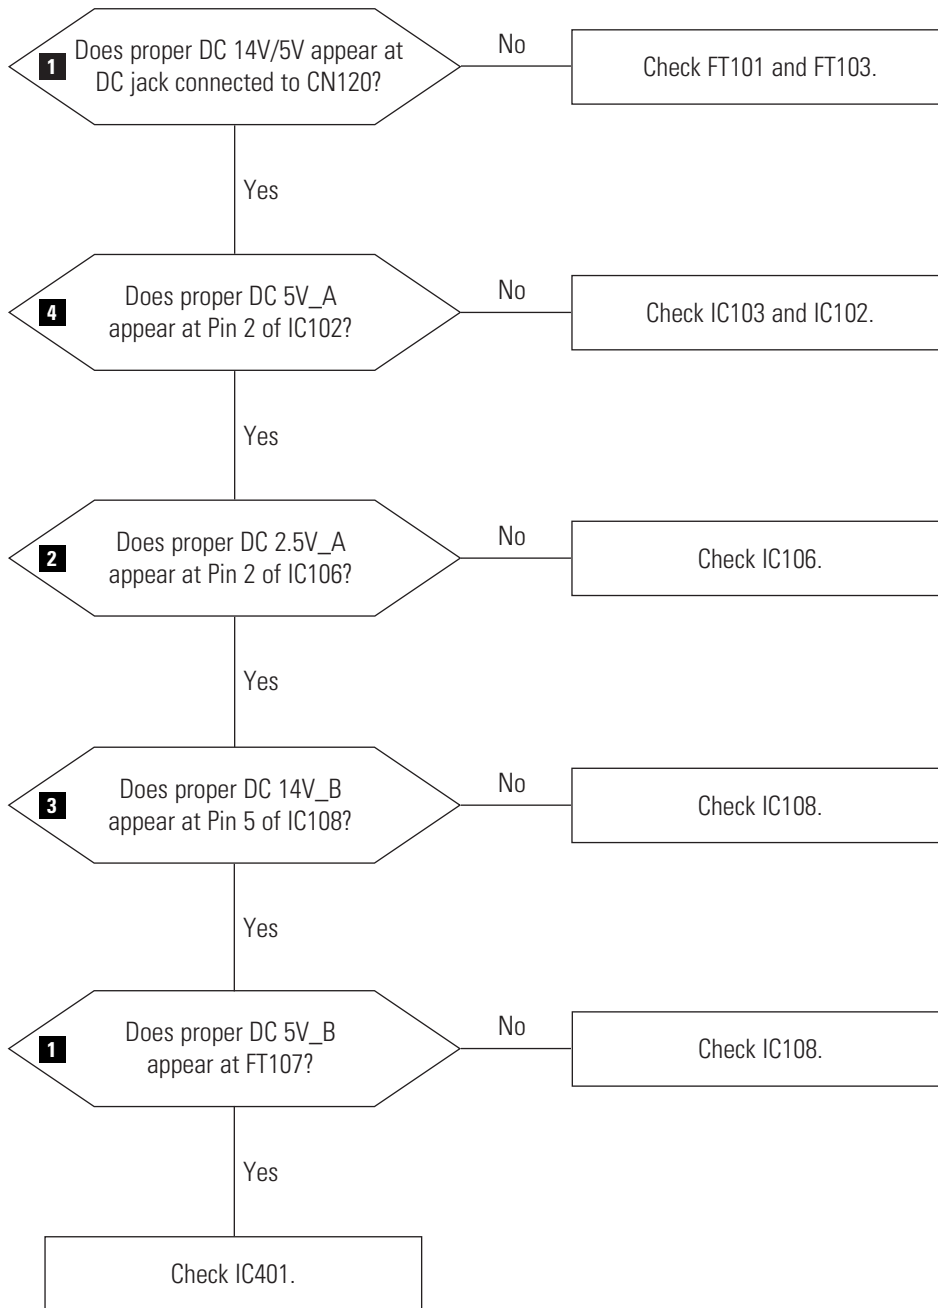 1
Does proper DC 14V/5V appear at
DC jack connected to CN120?
No
Check FT101 and FT103.
Yes
4
Does proper DC 5V_A
appear at Pin 2 of IC102?
No
Check IC103 and IC102.
Yes
2
Does proper DC 2.5V_A
appear at Pin 2 of IC106?
No
Check IC106.
Yes
3
Does proper DC 14V_B
appear at Pin 5 of IC108?
No
Check IC108.
Yes
1
Does proper DC 5V_B
appear at FT107?
No
Check IC108.
Yes
Check IC401.